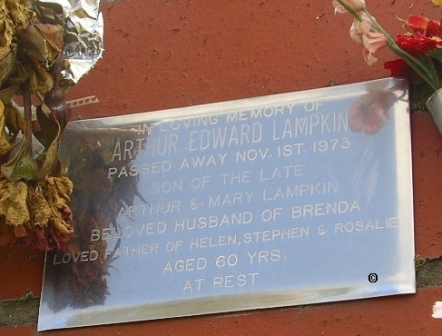 IN LOVING MEMORY OF
ARTHUR EDWARD LAMPKIN
PASSED AWAY NOV. 1ST. 1973
SON OF THE LATE
ARTHUR & MARY LAMPKIN
BELOVED HUSBAND OF BRENDA
LOVED FATHER OF HELEN, STEPHEN & ROSALIE
AGED 60 YRS.
AT REST
©